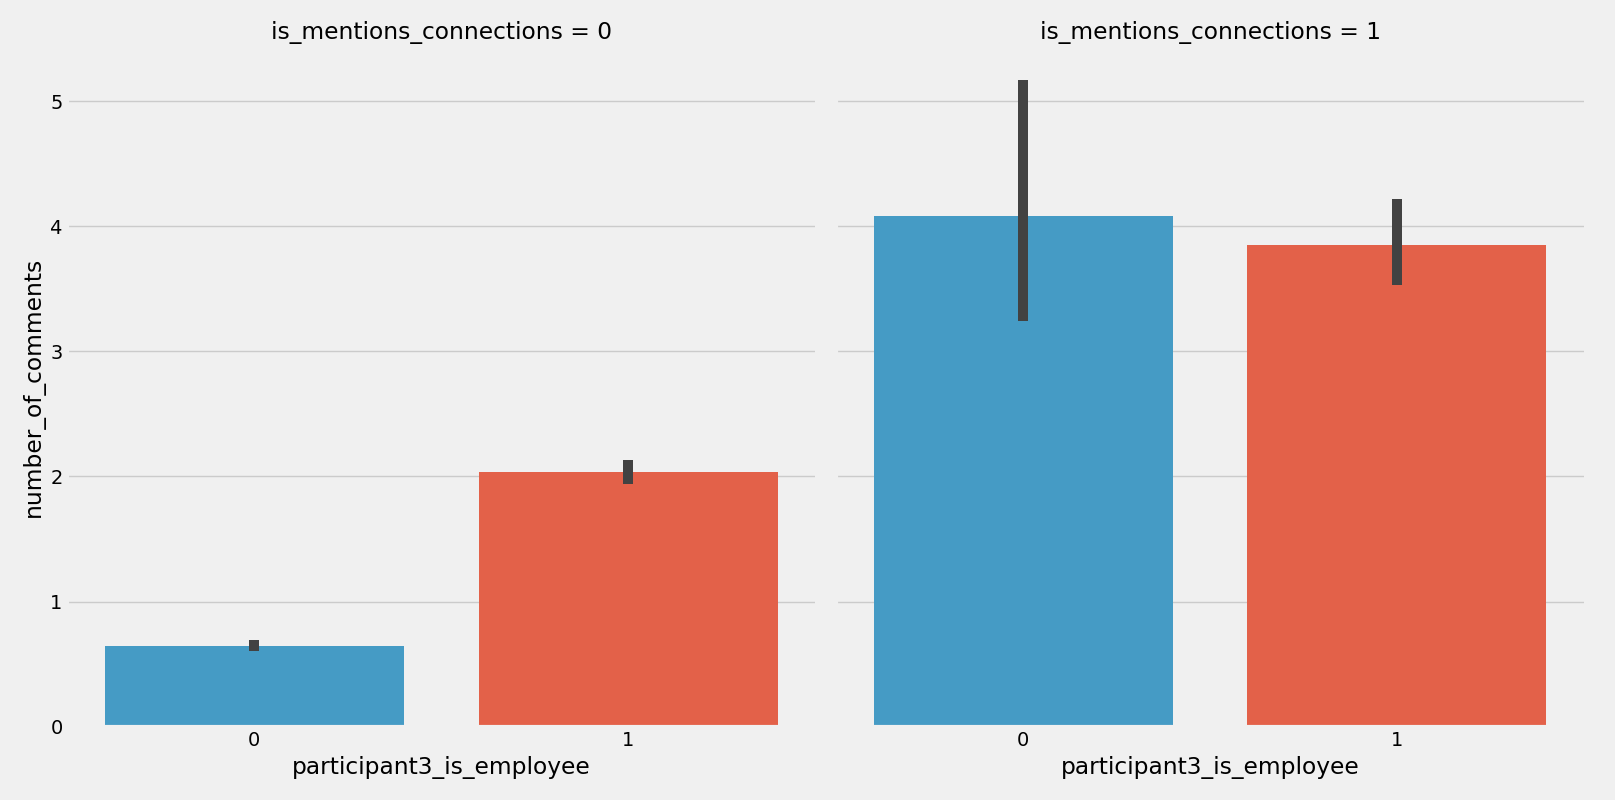 is_mentions_connections = 0
is_mentions_connections = 1
number_of_comments
5
4
3
2
1
0
0
1
0
1
participant3_is_employee
participant3_is_employee